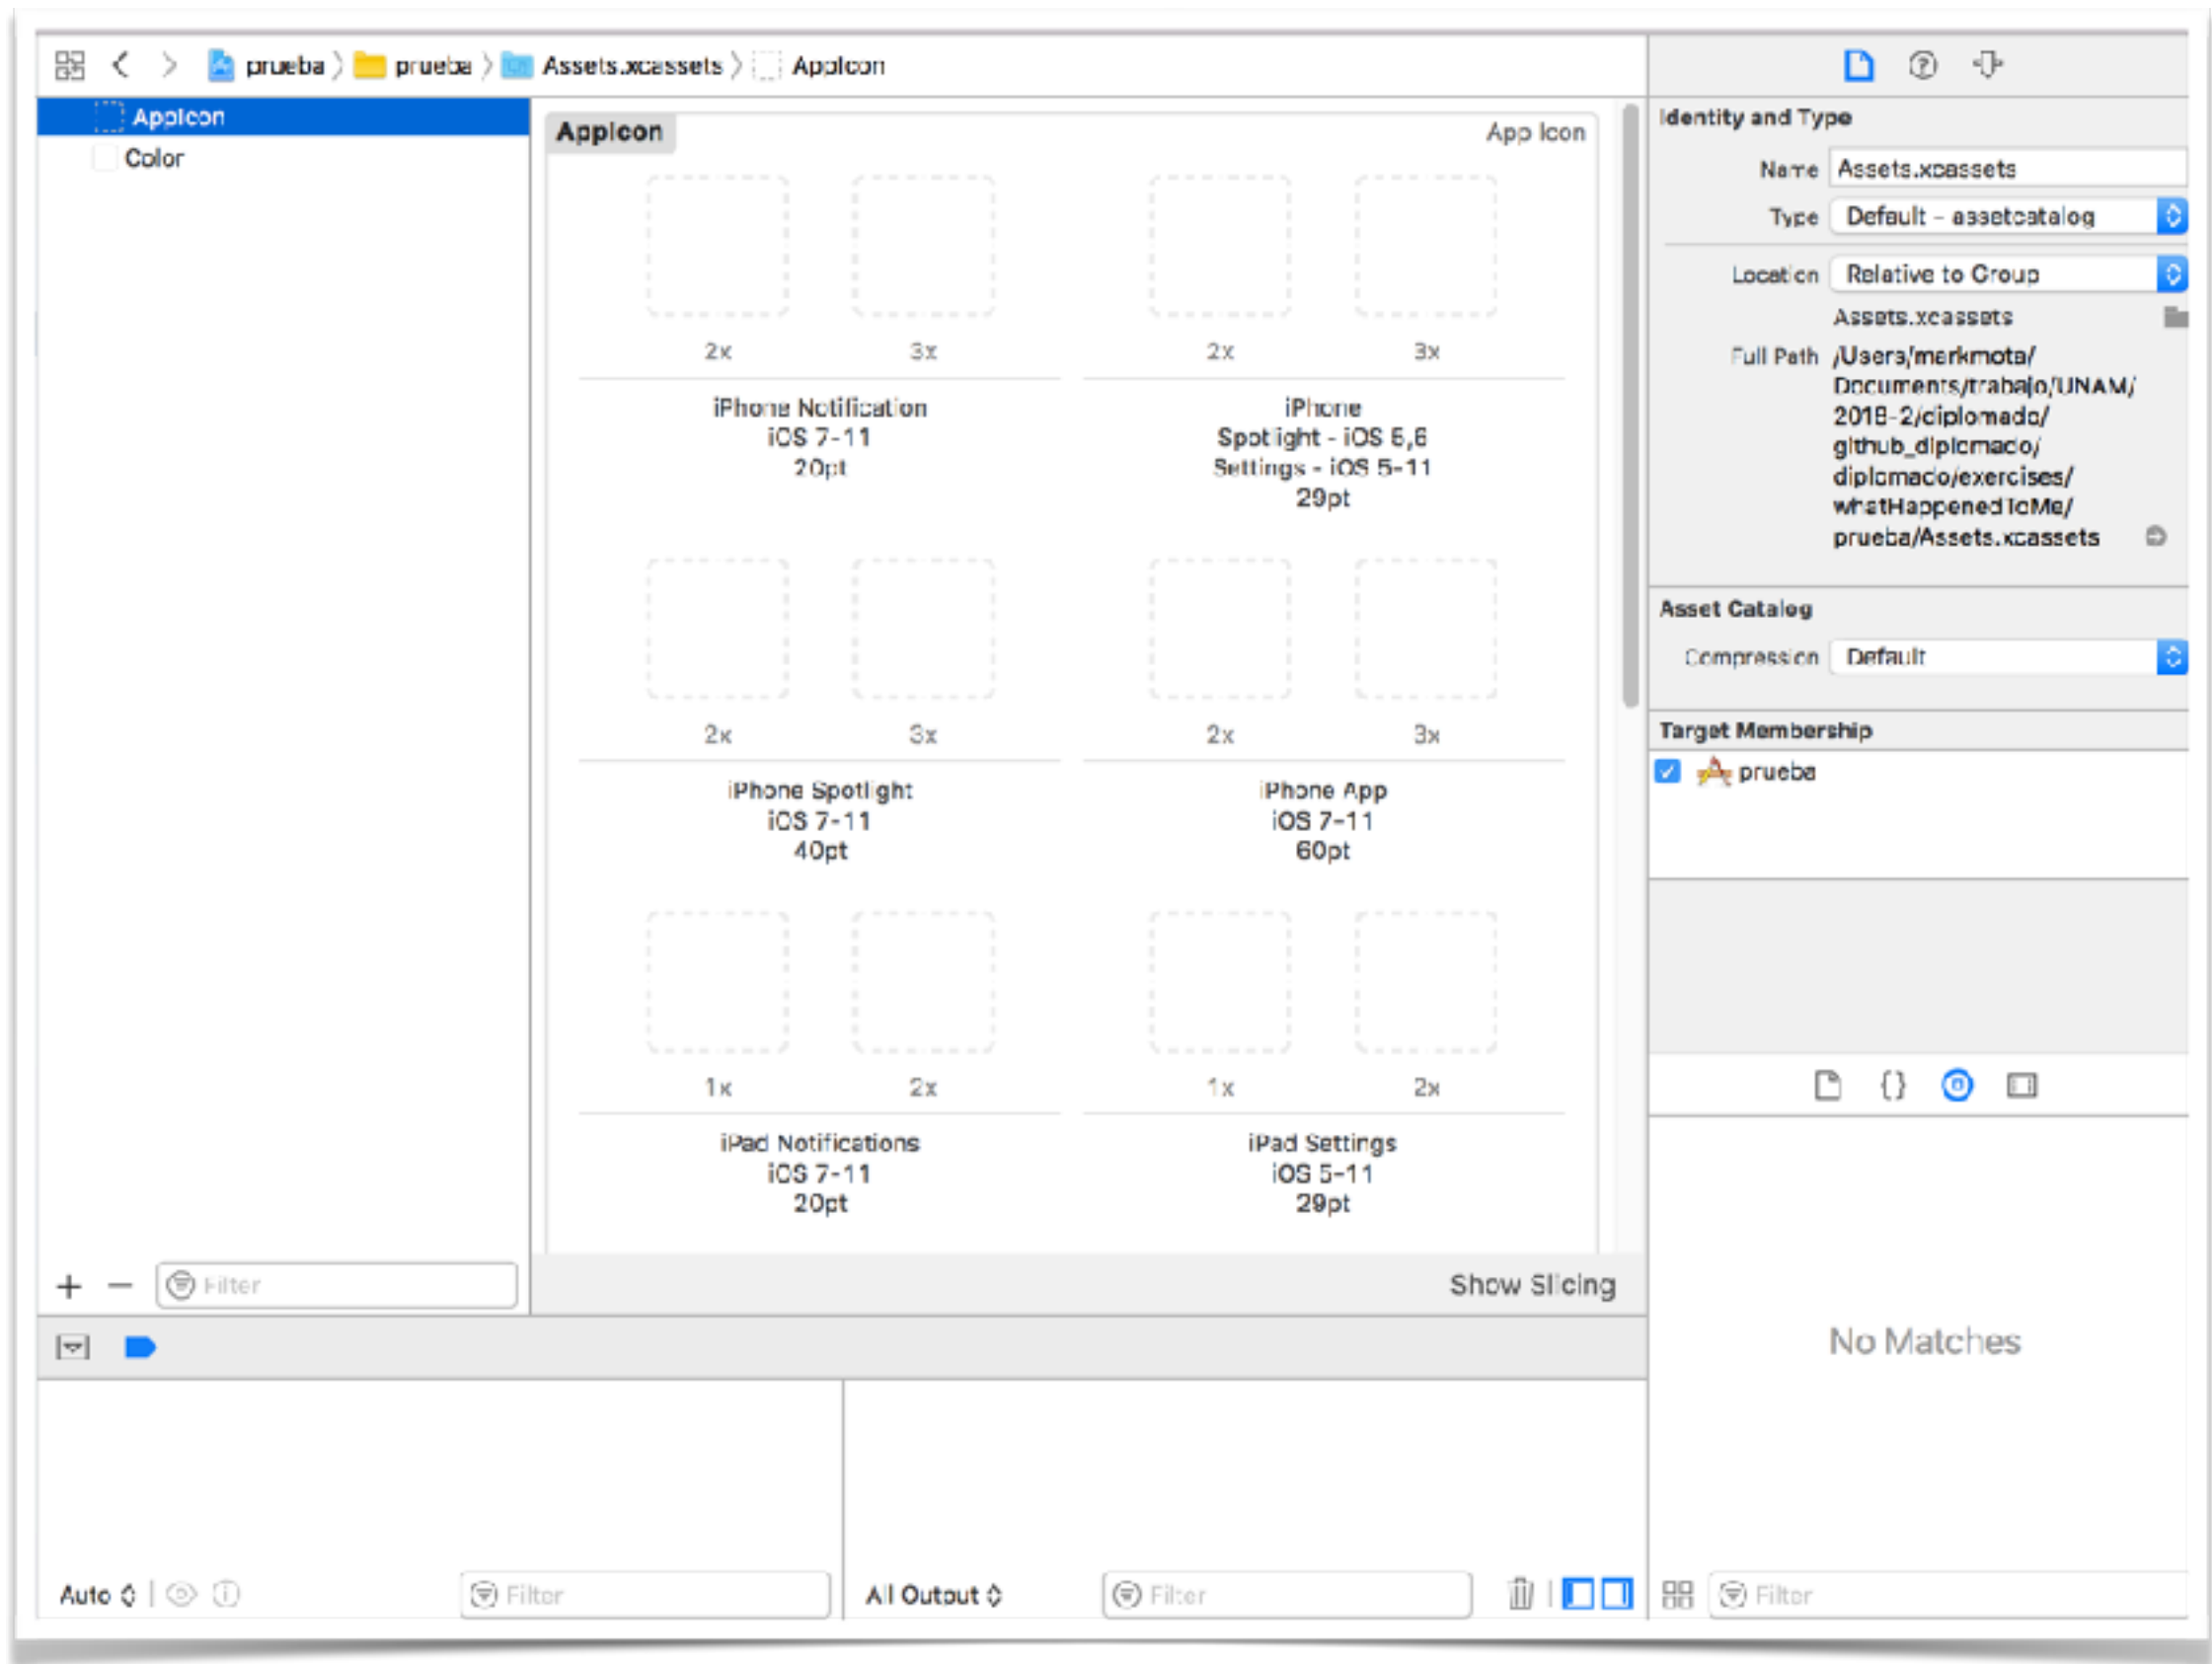 prueba 〉 prueba 〉 Assets.xcassets 〉 AppIcon
AppIcon
Color
AppIcon
App Icon
2x 3x
iPhone Notification
iOS 7-11
20pt
2x 3x
iPhone
Spotlight - iOS 5,6
Settings - iOS 5-11
29pt
2x 3x
iPhone Spotlight
iOS 7-11
40pt
2x 3x
iPhone App
iOS 7-11
60pt
1x 2x
iPad Notifications
iOS 7-11
20pt
1x 2x
iPad Settings
iOS 5-11
29pt
Filter
Show Slicing
Auto
Filter
All Output
Filter
Identity and Type
Name Assets.xcassets
Type Default - assetcatalog
Location Relative to Group
Assets.xcassets
Full Path /Users/markmota/
Documents/trabajo/UNAM/
2018-2/diplomado/
github_diplomado/
diplomado/exercises/
whatHappenedToMe/
prueba/Assets.xcassets
Asset Catalog
Compression Default
Target Membership
prueba
{}
No Matches
Filter